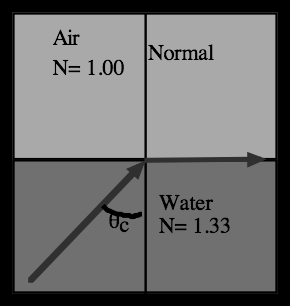 Air
N= 1.00
Normal
θc
Water
N= 1.33